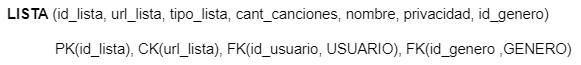 LISTA (id_lista, url_lista, tipo_lista, cant_canciones, nombre, privacidad, id_genero)
PK(id_lista), CK(url_lista), FK(id_usuario, USUARIO), FK(id_genero ,GENERO)